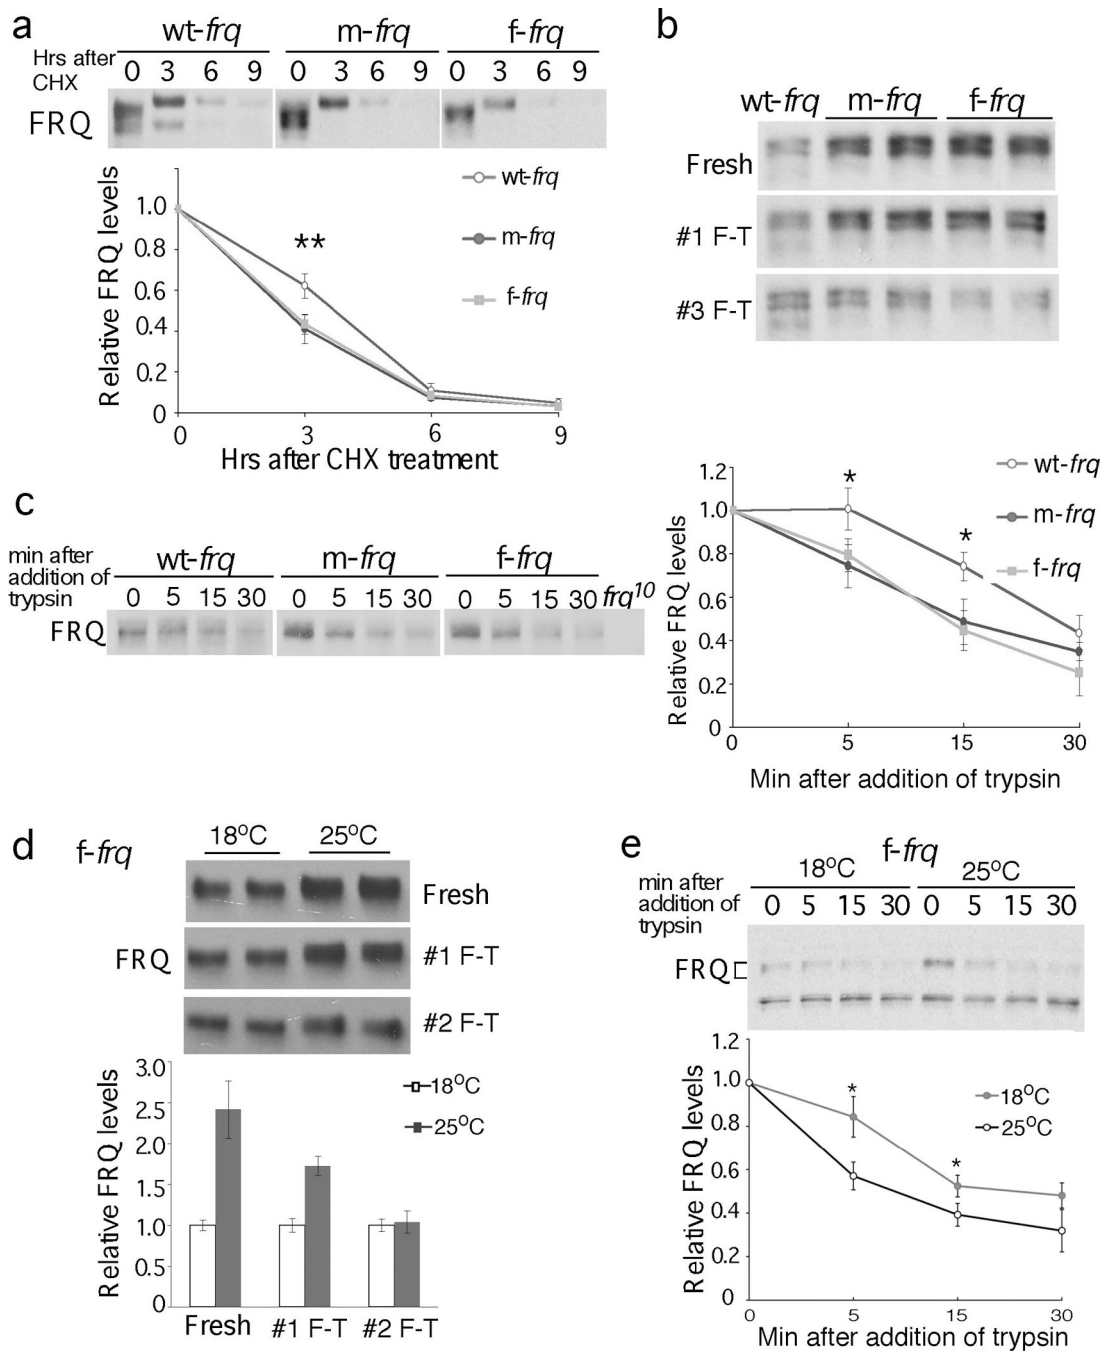 a
wt-frq m-frq f-frq
Hrs after CHX
0 3 6 9 0 3 6 9 0 3 6 9
FRQ
Relative FRQ levels
1.0
0.8
0.6
0.4
0.2
0
**
wt-frq
m-frq
f-frq
0 3 6 9
Hrs after CHX treatment
b
wt-frq m-frq f-frq
Fresh
#1 F-T
#3 F-T
c
min after addition of trypsin
wt-frq m-frq f-frq
0 5 15 30 0 5 15 30 0 5 15 30 frq10
FRQ
Relative FRQ levels
1.2
1.0
0.8
0.6
0.4
0.2
0
*
*
wt-frq
m-frq
f-frq
0 5 15 30
Min after addition of trypsin
d
f-frq
18°C 25°C
Fresh
FRQ
#1 F-T
#2 F-T
Relative FRQ levels
3.0
2.5
2.0
1.5
1.0
0.5
0
18°C
25°C
Fresh #1 F-T #2 F-T
e
f-frq
18°C 25°C
min after addition of trypsin
0 5 15 30 0 5 15 30
FRQ
Relative FRQ levels
1.2
1.0
0.8
0.6
0.4
0.2
0
*
*
18°C
25°C
0 5 15 30
Min after addition of trypsin